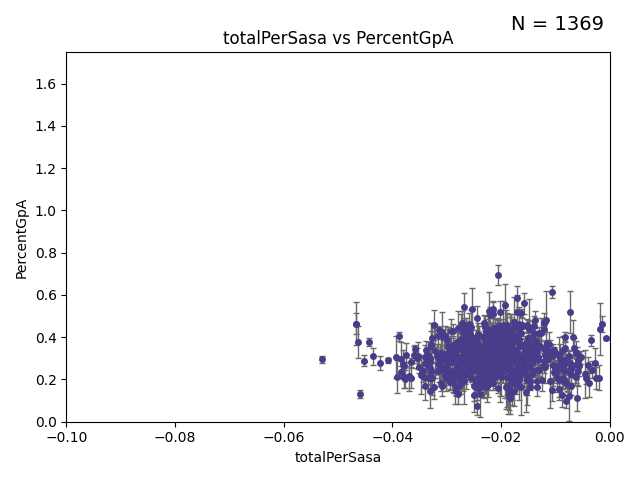 N = 1369
totalPerSasa vs PercentGpA
PercentGpA
1.6
1.4
1.2
1.0
0.8
0.6
0.4
0.2
0.0
−0.10 −0.08 −0.06 −0.04 −0.02 0.00
totalPerSasa